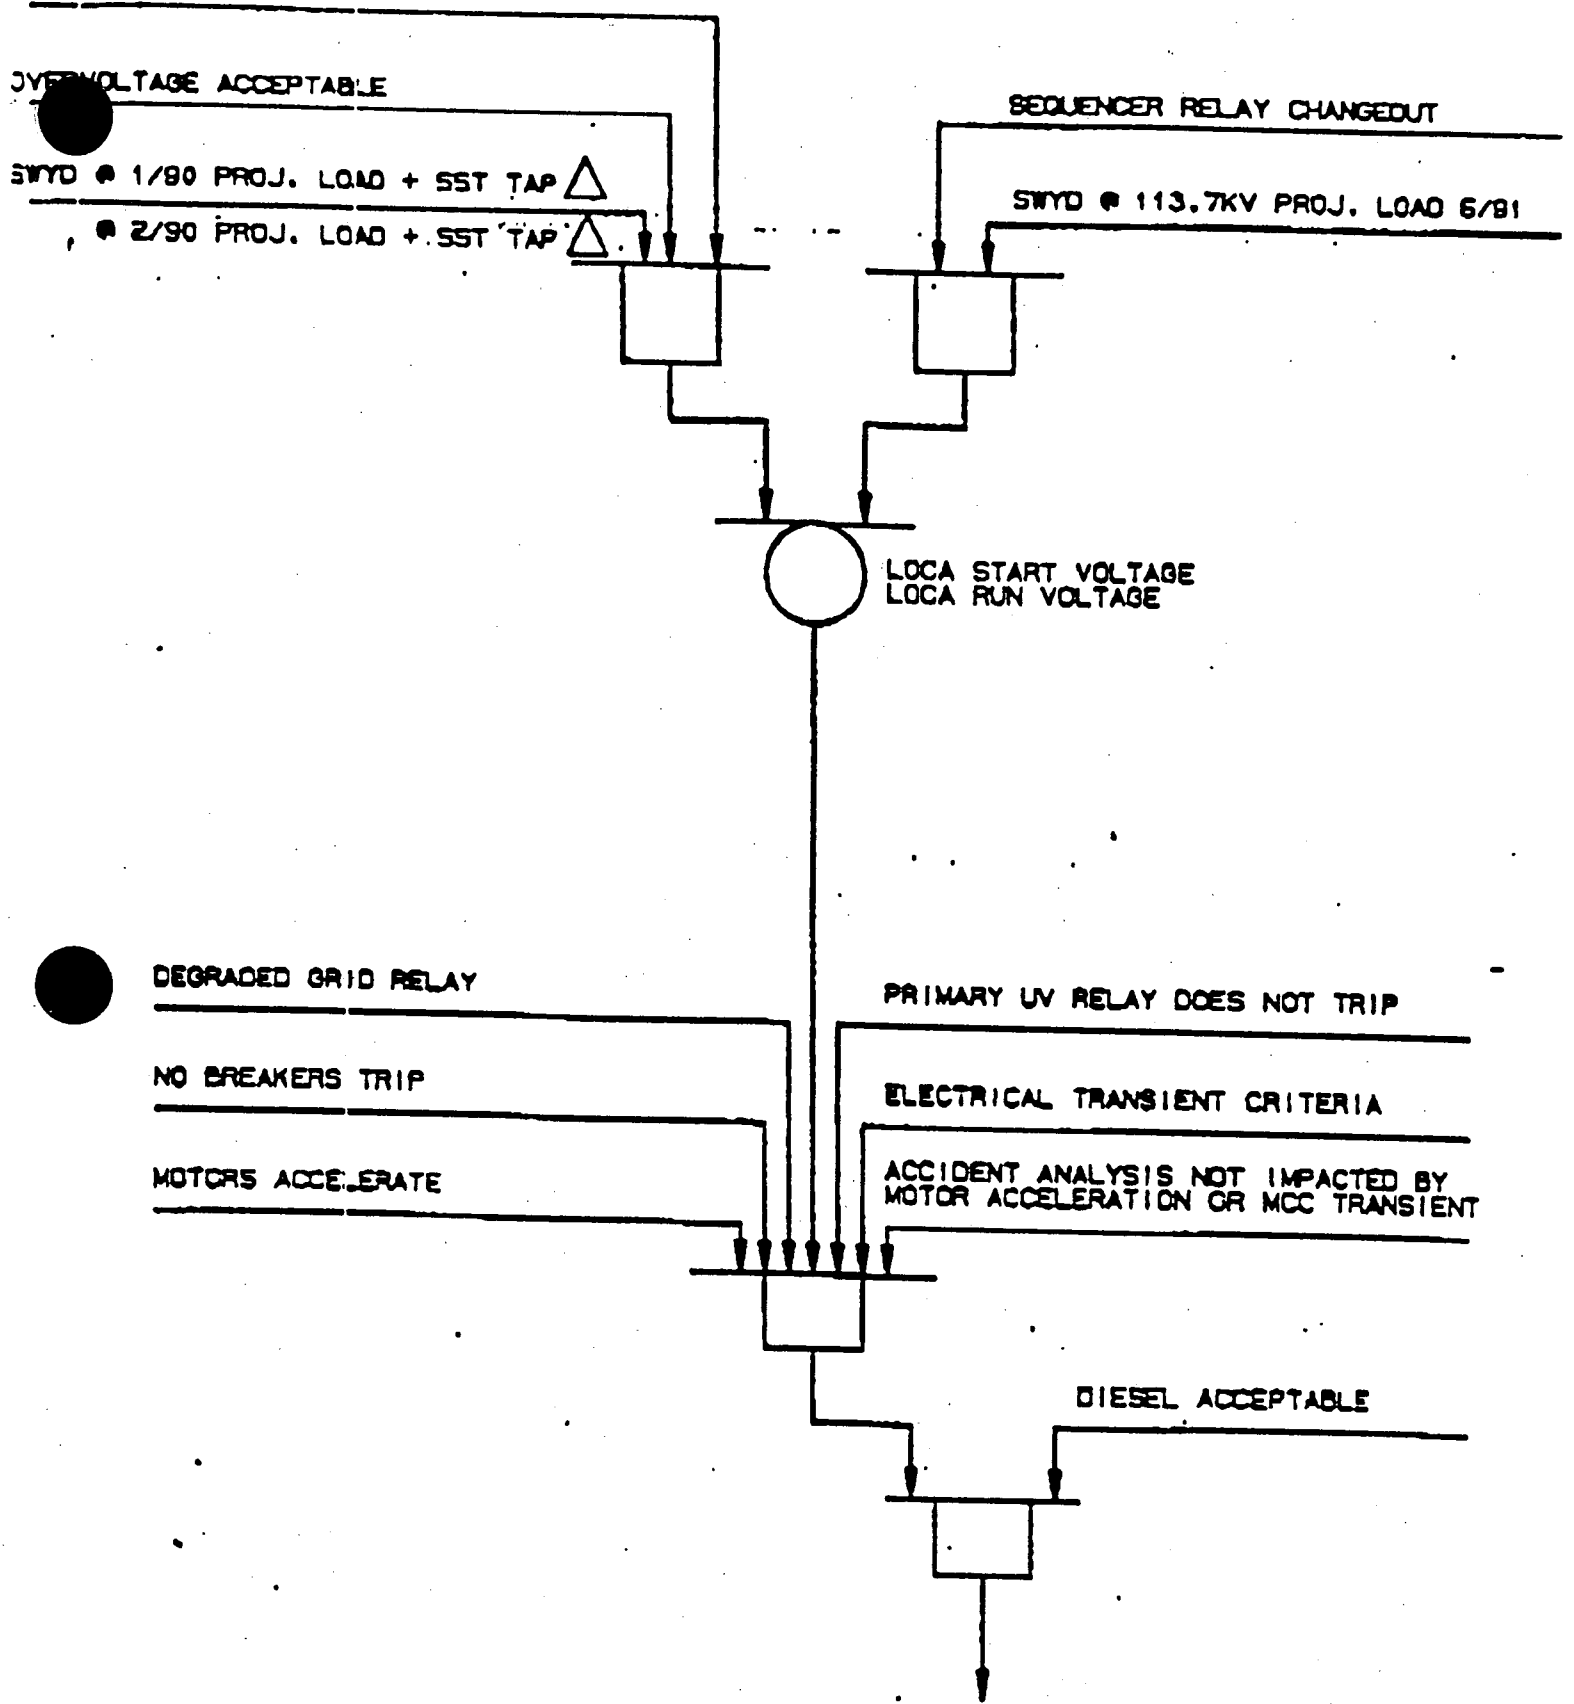 OVERVOLTAGE ACCEPTABLE
SEQUENCER RELAY CHANGEOUT
SWYD @ 1/90 PROJ. LOAD + SST TAP
SWYD @ 113.7KV PROJ. LOAD 6/91
@ 2/90 PROJ. LOAD + SST TAP
LOCA START VOLTAGE
LOCA RUN VOLTAGE
DEGRADED GRID RELAY
PRIMARY UV RELAY DOES NOT TRIP
NO BREAKERS TRIP
ELECTRICAL TRANSIENT CRITERIA
MOTORS ACCELERATE
ACCIDENT ANALYSIS NOT IMPACTED BY
MOTOR ACCELERATION OR MCC TRANSIENT
DIESEL ACCEPTABLE